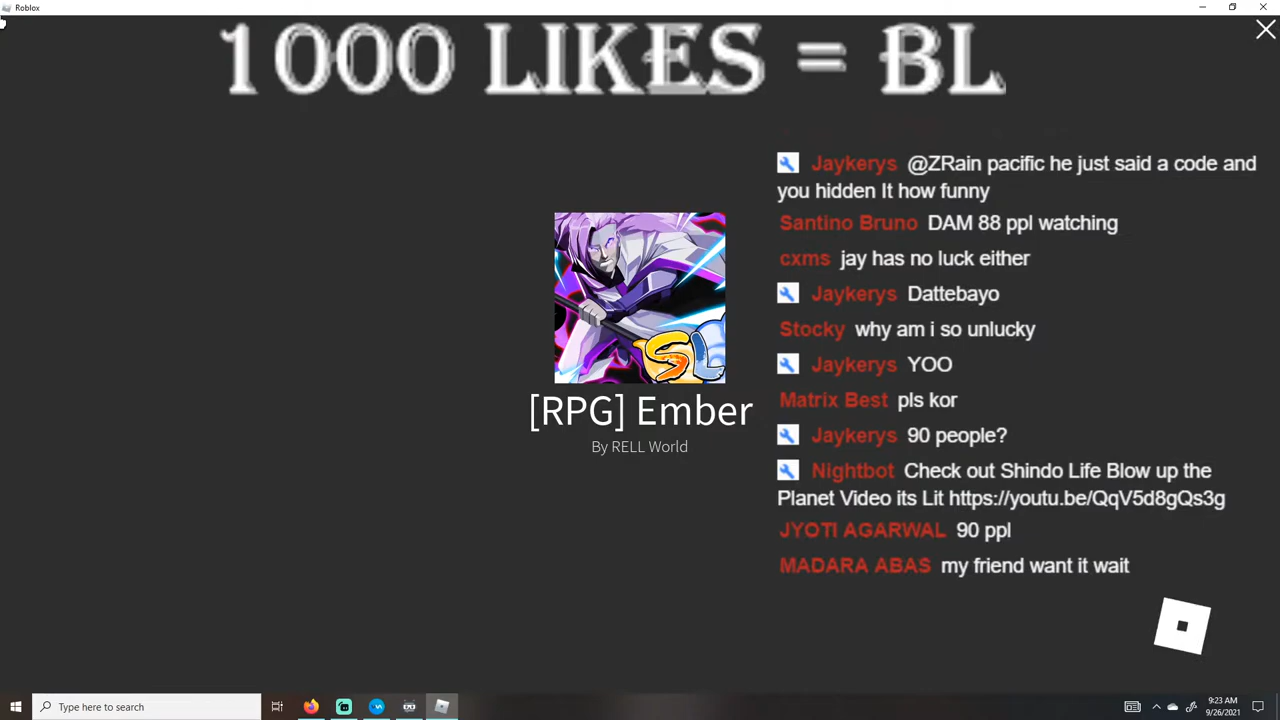 Roblox
1000 LIKES = BL
Jaykerys @ZRain pacific he just said a code and
you hidden It how funny
Santino Bruno DAM 88 ppl watching
cxms jay has no luck either
Jaykerys Dattebayo
Stocky why am i so unlucky
Jaykerys YOO
SL
Matrix Best pls kor
[RPG] Ember
Jaykerys 90 people?
By RELL World
Nightbot Check out Shindo Life Blow up the
Planet Video its Lit https://youtu.be/QqV5d8gQs3g
JYOTI AGARWAL 90 ppl
MADARA ABAS my friend want it wait
Type here to search
9:23 AM
9/26/2021